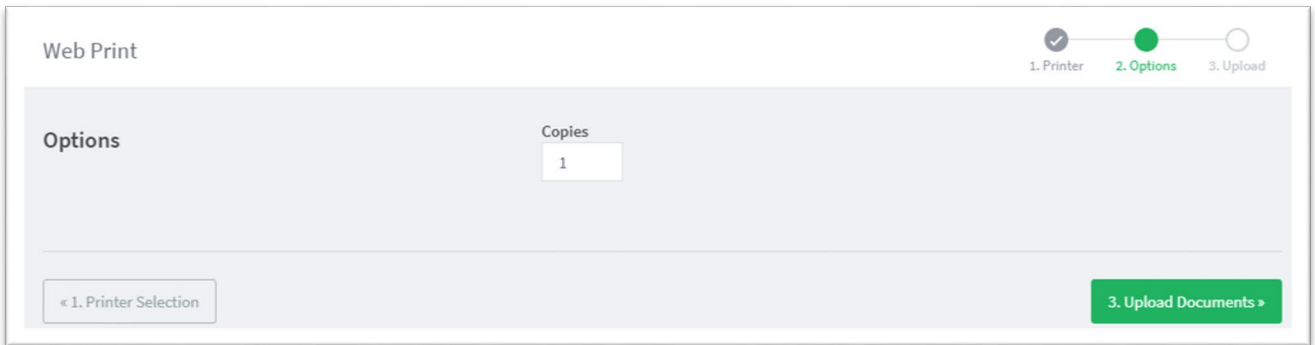 Web Print
1. Printer
2. Options
3. Upload
Options
Copies
1
« 1. Printer Selection
3. Upload Documents »